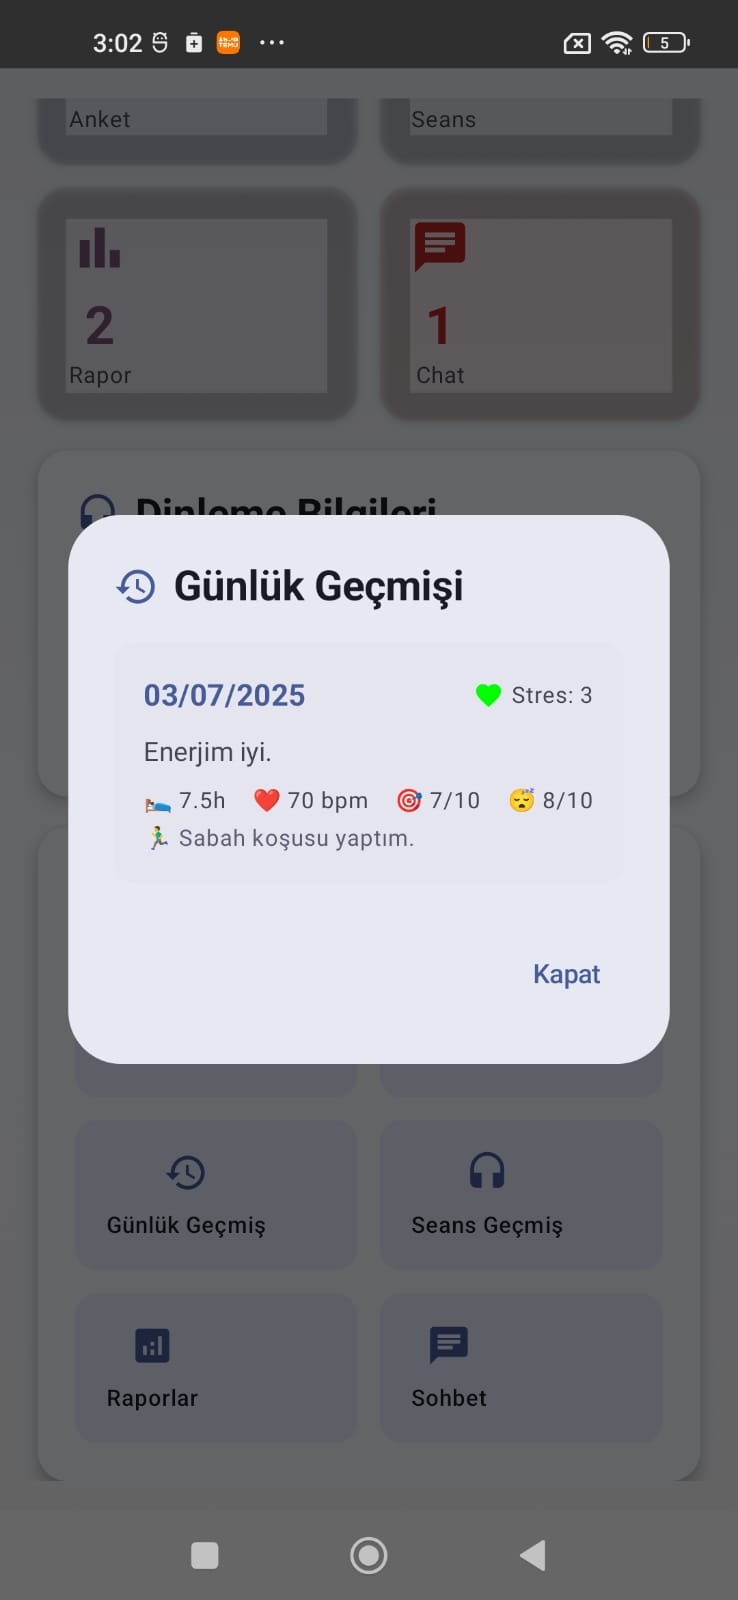 3:02
5
Anket
Seans
2
Rapor
1
Chat
Dinleme Bilgileri
Günlük Geçmişi
03/07/2025
Stres: 3
Enerjim iyi.
7.5h 70 bpm 7/10 8/10
Sabah koşusu yaptım.
Kapat
Günlük Geçmiş
Seans Geçmiş
Raporlar
Sohbet